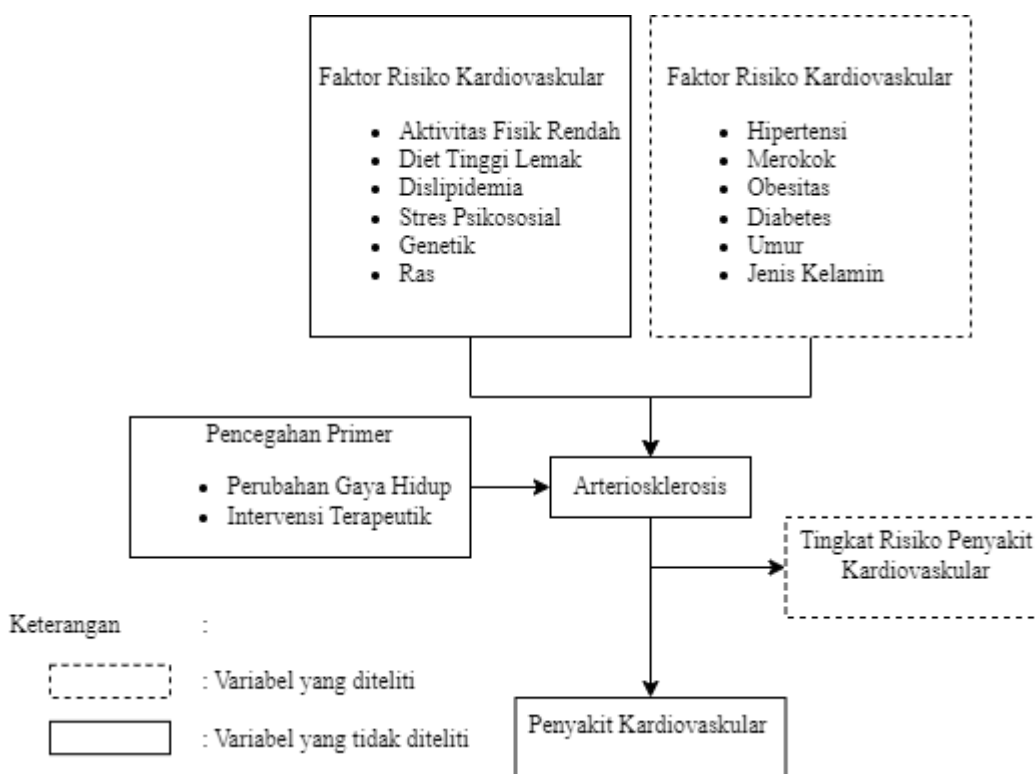 Faktor Risiko Kardiovaskular
• Aktivitas Fisik Rendah
• Diet Tinggi Lemak
• Dislipidemia
• Stres Psikososial
• Genetik
• Ras
Faktor Risiko Kardiovaskular
• Hipertensi
• Merokok
• Obesitas
• Diabetes
• Umur
• Jenis Kelamin
Pencegahan Primer
• Perubahan Gaya Hidup
• Intervensi Terapeutik
Arteriosklerosis
Tingkat Risiko Penyakit
Kardiovaskular
Keterangan :
: Variabel yang diteliti
: Variabel yang tidak diteliti
Penyakit Kardiovaskular